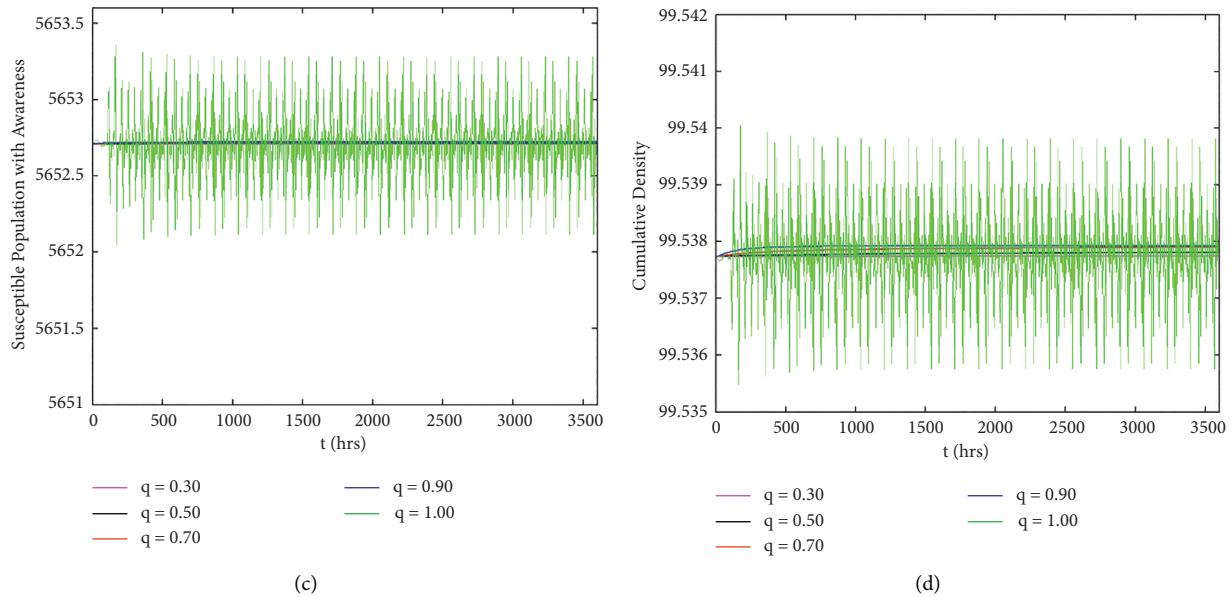 Susceptible Population with Awareness
5653.5
5653
5652.5
5652
5651.5
5651
0 500 1000 1500 2000 2500 3000 3500
t (hrs)
q = 0.30
q = 0.50
q = 0.70
q = 0.90
q = 1.00
(c)
Cumulative Density
99.542
99.541
99.54
99.539
99.538
99.537
99.536
99.535
0 500 1000 1500 2000 2500 3000 3500
t (hrs)
q = 0.30
q = 0.50
q = 0.70
q = 0.90
q = 1.00
(d)